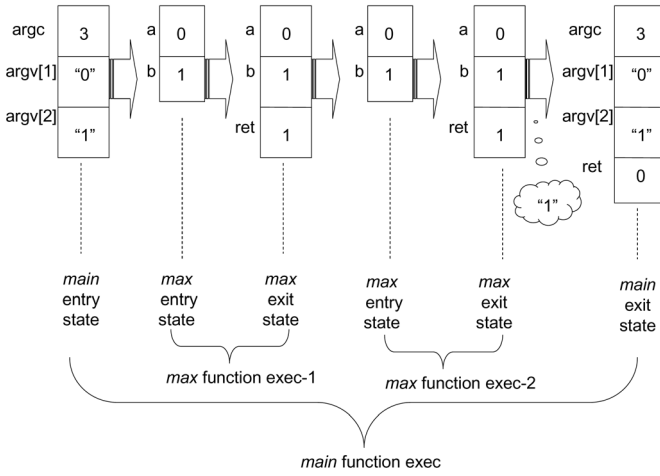 argc 3 a 0 a 0 a 0 a 0 argc 3
argv[1] “0” b 1 b 1 b 1 b 1 argv[1] “0”
argv[2] “1” ret 1 ret 1 argv[2] “1”
ret 0
“1”
main max max max max main
entry entry exit entry exit exit
state state state state state state
max function exec-1 max function exec-2
main function exec